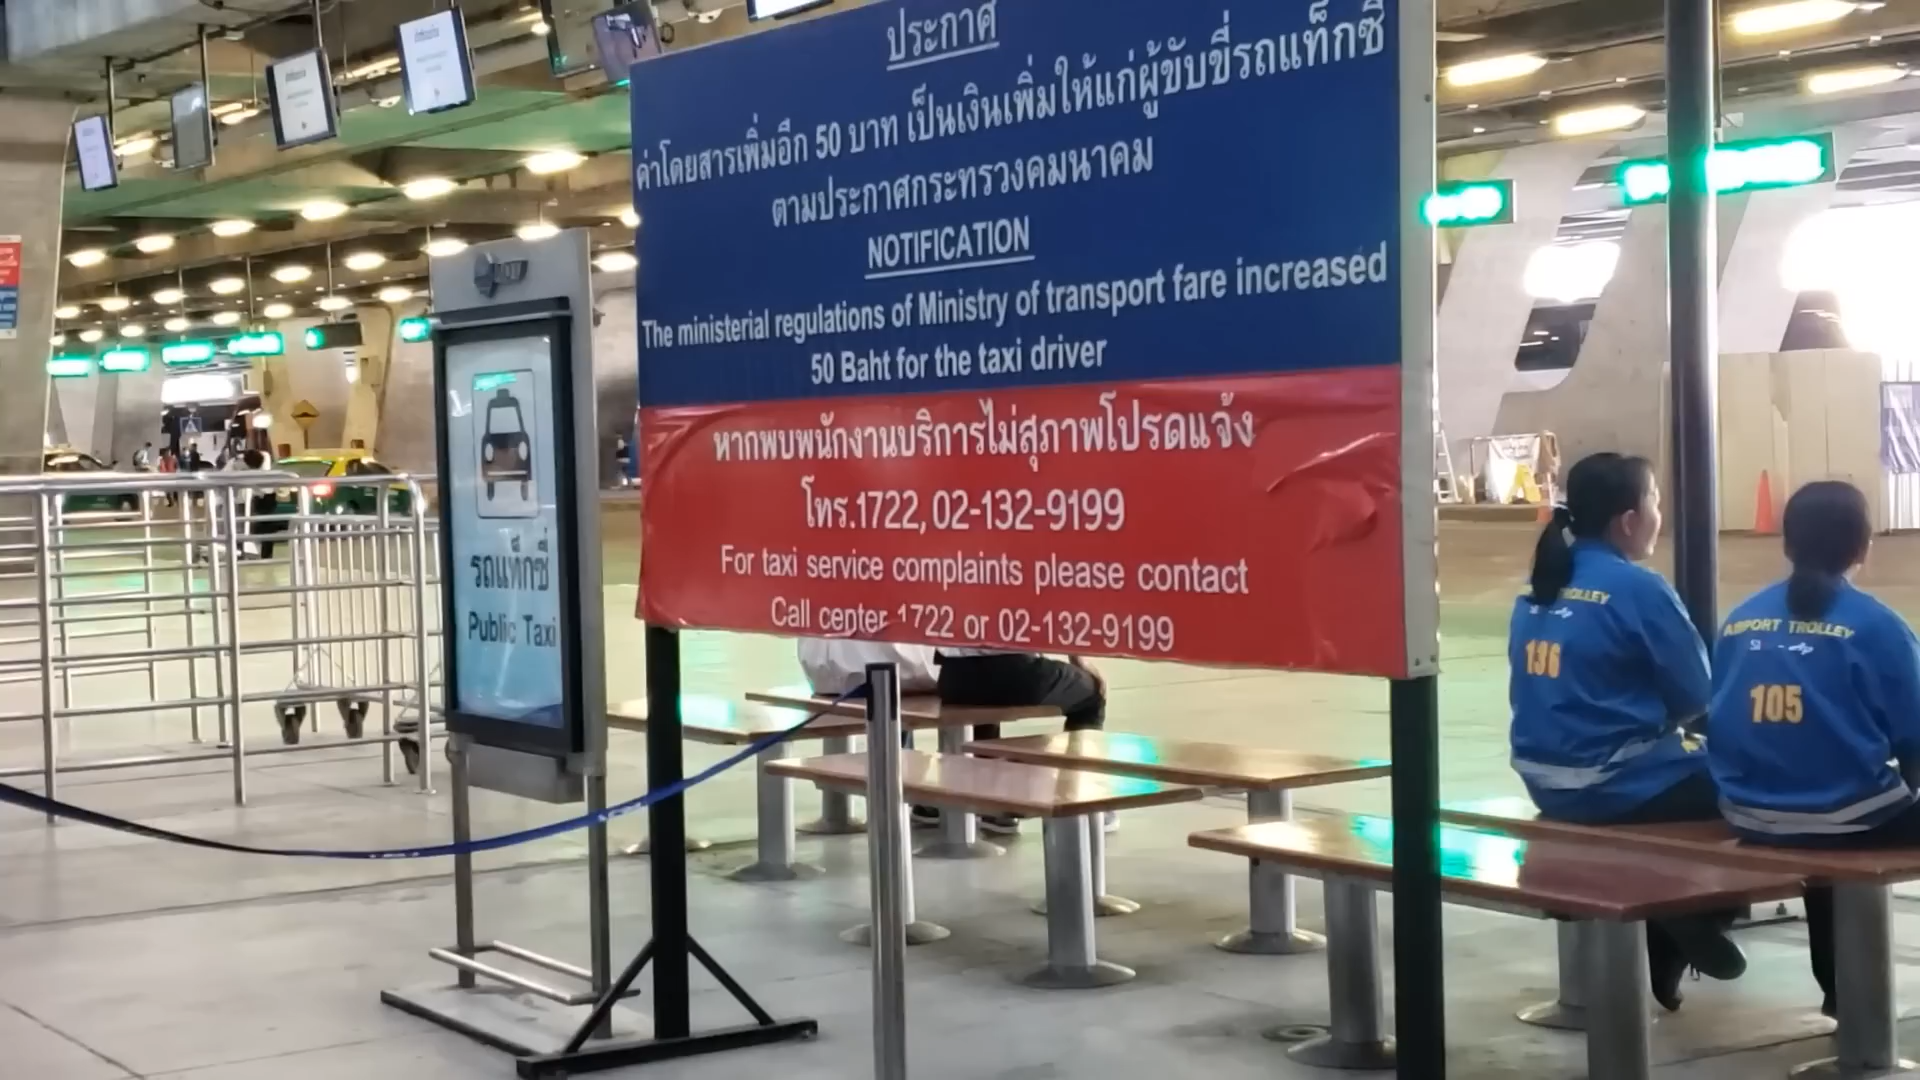 ประกาศ
ค่าโดยสารเพิ่มอีก 50 บาท เป็นเงินเพิ่มให้แก่ผู้ขับขี่รถแท็กซี่
ตามประกาศกระทรวงคมนาคม
NOTIFICATION
The ministerial regulations of Ministry of transport fare increased
50 Baht for the taxi driver
หากพบพนักงานบริการไม่สุภาพโปรดแจ้ง
โทร.1722, 02-132-9199
For taxi service complaints please contact
Call center 1722 or 02-132-9199
รถแท็กซี่
Public Taxi
TROLLEY
136
AIRPORT TROLLEY
105